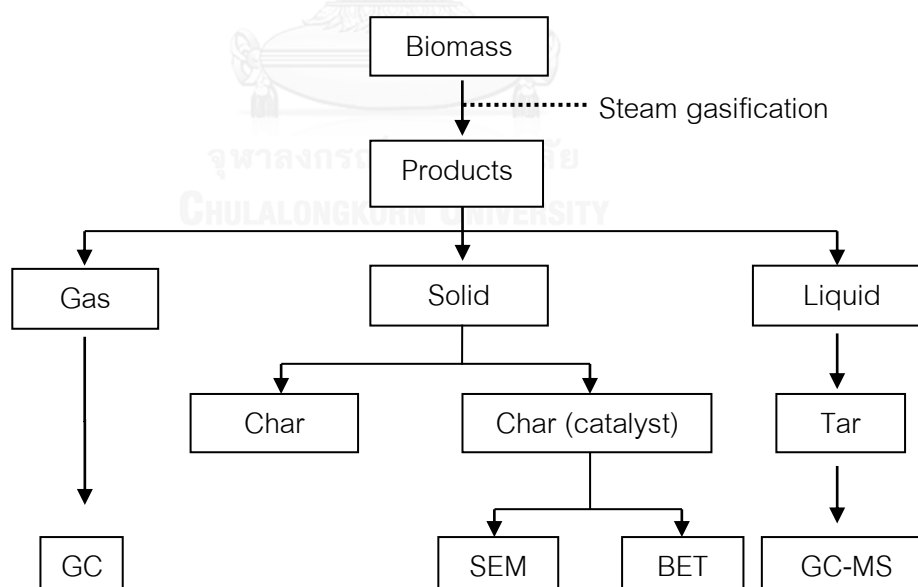 Biomass
Steam gasification
Products
CHULALONGKORN UNIVERSITY
Gas
Solid
Liquid
Char
Char (catalyst)
Tar
GC
SEM
BET
GC-MS